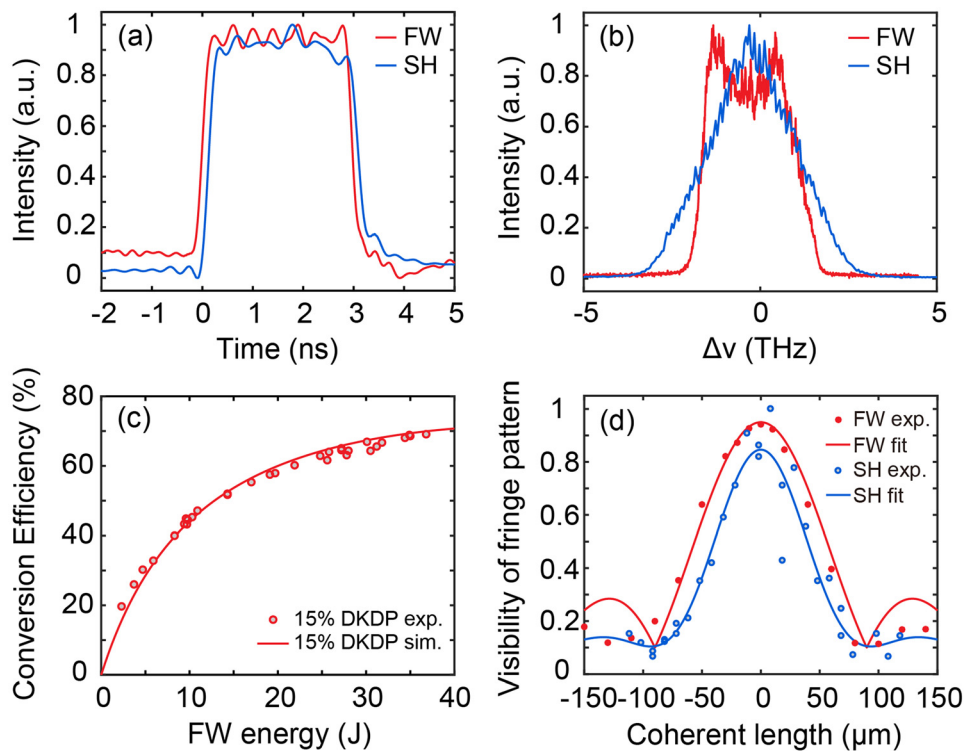 (a)
FW
SH
Intensity (a.u.)
1
0.8
0.6
0.4
0.2
0
-2 -1 0 1 2 3 4 5
Time (ns)
(b)
FW
SH
Intensity (a.u.)
1
0.8
0.6
0.4
0.2
0
-5 0 5
Δν (THz)
(c)
Conversion Efficiency (%)
80
60
40
20
0
15% DKDP exp.
15% DKDP sim.
0 10 20 30 40
FW energy (J)
(d)
FW exp.
FW fit
SH exp.
SH fit
Visibility of fringe pattern
1
0.8
0.6
0.4
0.2
0
-150 -100 -50 0 50 100 150
Coherent length (μm)